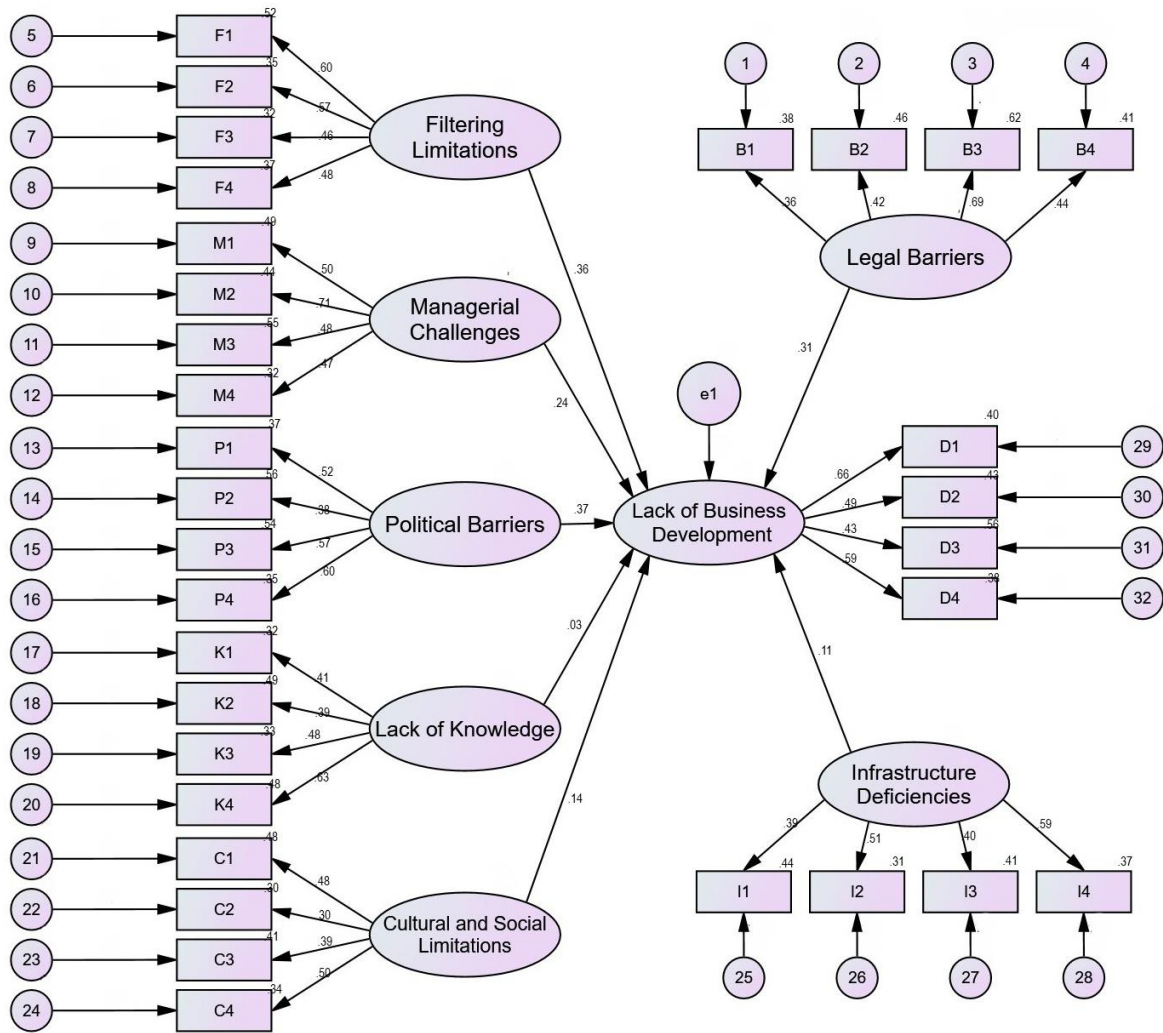 5
F1
.52
.60
6
F2
.35
.57
7
F3
.32
.46
8
F4
.37
.48
Filtering
Limitations
.36
9
M1
.49
.50
10
M2
.44
.71
11
M3
.55
.48
12
M4
.32
.47
Managerial
Challenges
.24
13
P1
.37
.52
14
P2
.56
.38
15
P3
.54
.57
16
P4
.35
.60
Political Barriers
.37
17
K1
.32
.41
18
K2
.49
.39
19
K3
.33
.48
20
K4
.48
.63
Lack of Knowledge
.03
21
C1
.48
.48
22
C2
.30
.30
23
C3
.41
.39
24
C4
.34
.50
Cultural and Social
Limitations
.14
1
2
3
4
.38
.46
.62
.41
B1
B2
B3
B4
.36
.42
.69
.44
Legal Barriers
.31
e1
Lack of Business
Development
.66
.40
D1
29
.49
.43
D2
30
.43
.56
D3
31
.59
.38
D4
32
.11
Infrastructure
Deficiencies
.39
.51
.40
.59
.44
.31
.41
.37
I1
I2
I3
I4
25
26
27
28